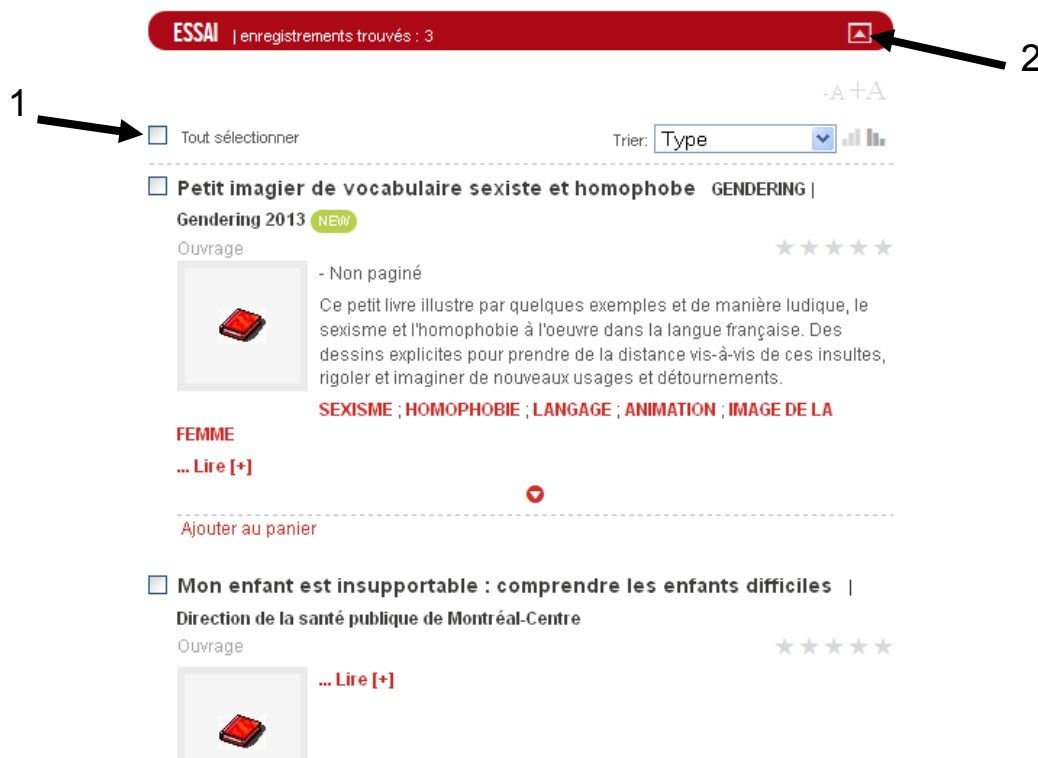 ESSAI | enregistrements trouvés : 3
2
-A +A
1
Tout sélectionner Trier: Type
Petit imagier de vocabulaire sexiste et homophobe GENDERING |
Gendering 2013 NEW
Ouvrage
- Non paginé
Ce petit livre illustre par quelques exemples et de manière ludique, le
sexisme et l'homophobie à l'oeuvre dans la langue française. Des
dessins explicites pour prendre de la distance vis-à-vis de ces insultes,
rigoler et imaginer de nouveaux usages et détournements.
SEXISME ; HOMOPHOBIE ; LANGAGE ; ANIMATION ; IMAGE DE LA
FEMME
... Lire [+]
Ajouter au panier
Mon enfant est insupportable : comprendre les enfants difficiles |
Direction de la santé publique de Montréal-Centre
Ouvrage
... Lire [+]